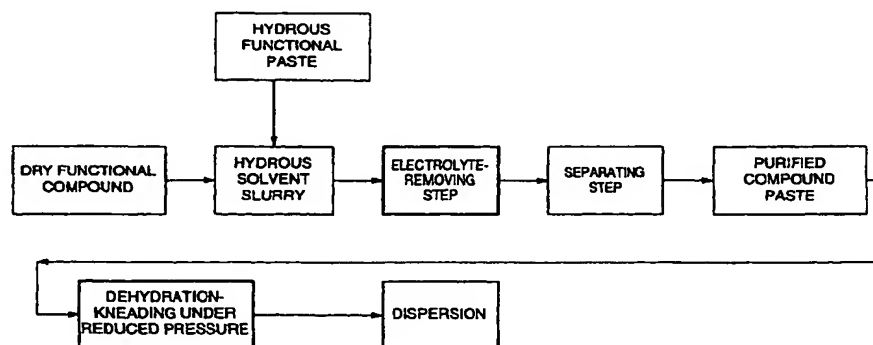 HYDROUS
FUNCTIONAL
PASTE
DRY FUNCTIONAL
COMPOUND
HYDROUS
SOLVENT
SLURRY
ELECTROLYTE-
REMOVING
STEP
SEPARATING
STEP
PURIFIED
COMPOUND
PASTE
DEHYDRATION-
KNEADING UNDER
REDUCED PRESSURE
DISPERSION